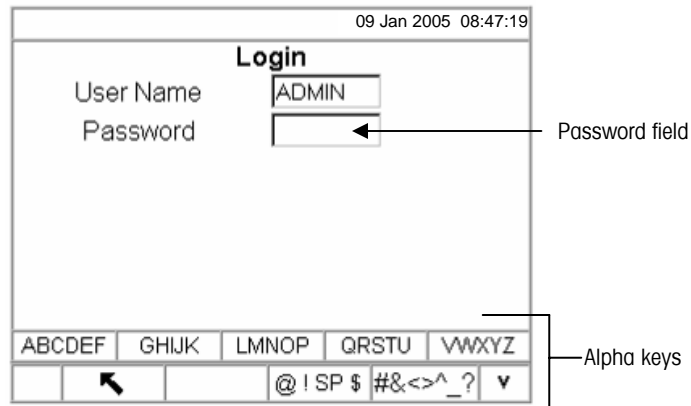 09 Jan 2005 08:47:19
Login
User Name ADMIN
Password
Password field
ABCDEF GHIJK LMNOP QRSTU VWXYZ
Alpha keys
@ ! SP $ #&<>^_? v